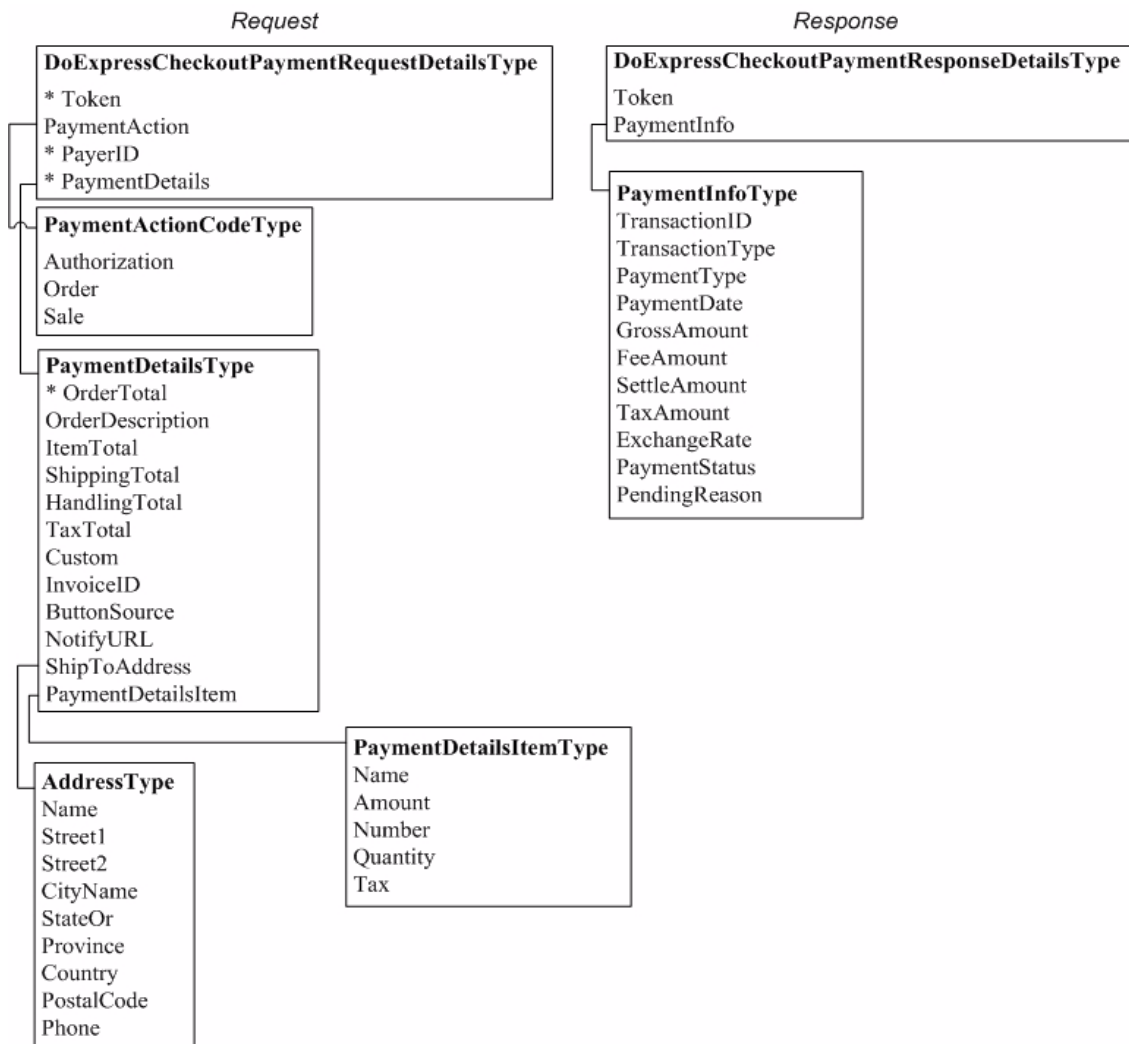 Request
DoExpressCheckoutPaymentRequestDetailsType
* Token
PaymentAction
* PayerID
* PaymentDetails
PaymentActionCodeType
Authorization
Order
Sale
PaymentDetailsType
* OrderTotal
OrderDescription
ItemTotal
ShippingTotal
HandlingTotal
TaxTotal
Custom
InvoiceID
ButtonSource
NotifyURL
ShipToAddress
PaymentDetailsItem
PaymentDetailsItemType
Name
Amount
Number
Quantity
Tax
AddressType
Name
Street1
Street2
CityName
StateOr
Province
Country
PostalCode
Phone
Response
DoExpressCheckoutPaymentResponseDetailsType
Token
PaymentInfo
PaymentInfoType
TransactionID
TransactionType
PaymentType
PaymentDate
GrossAmount
FeeAmount
SettleAmount
TaxAmount
ExchangeRate
PaymentStatus
PendingReason